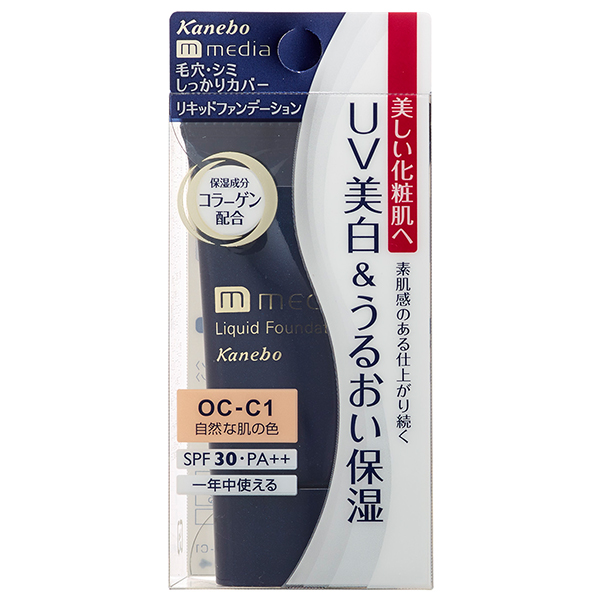 Kanebo
m media
毛穴・シミ
しっかりカバー
リキッドファンデーション
保湿成分
コラーゲン
配合
美しい化粧肌へ
UV美白&うるおい保湿
素肌感のある仕上がり続く
m
Liquid
Kanebo
OC-C1
自然な肌の色
SPF 30・PA++
一年中使える